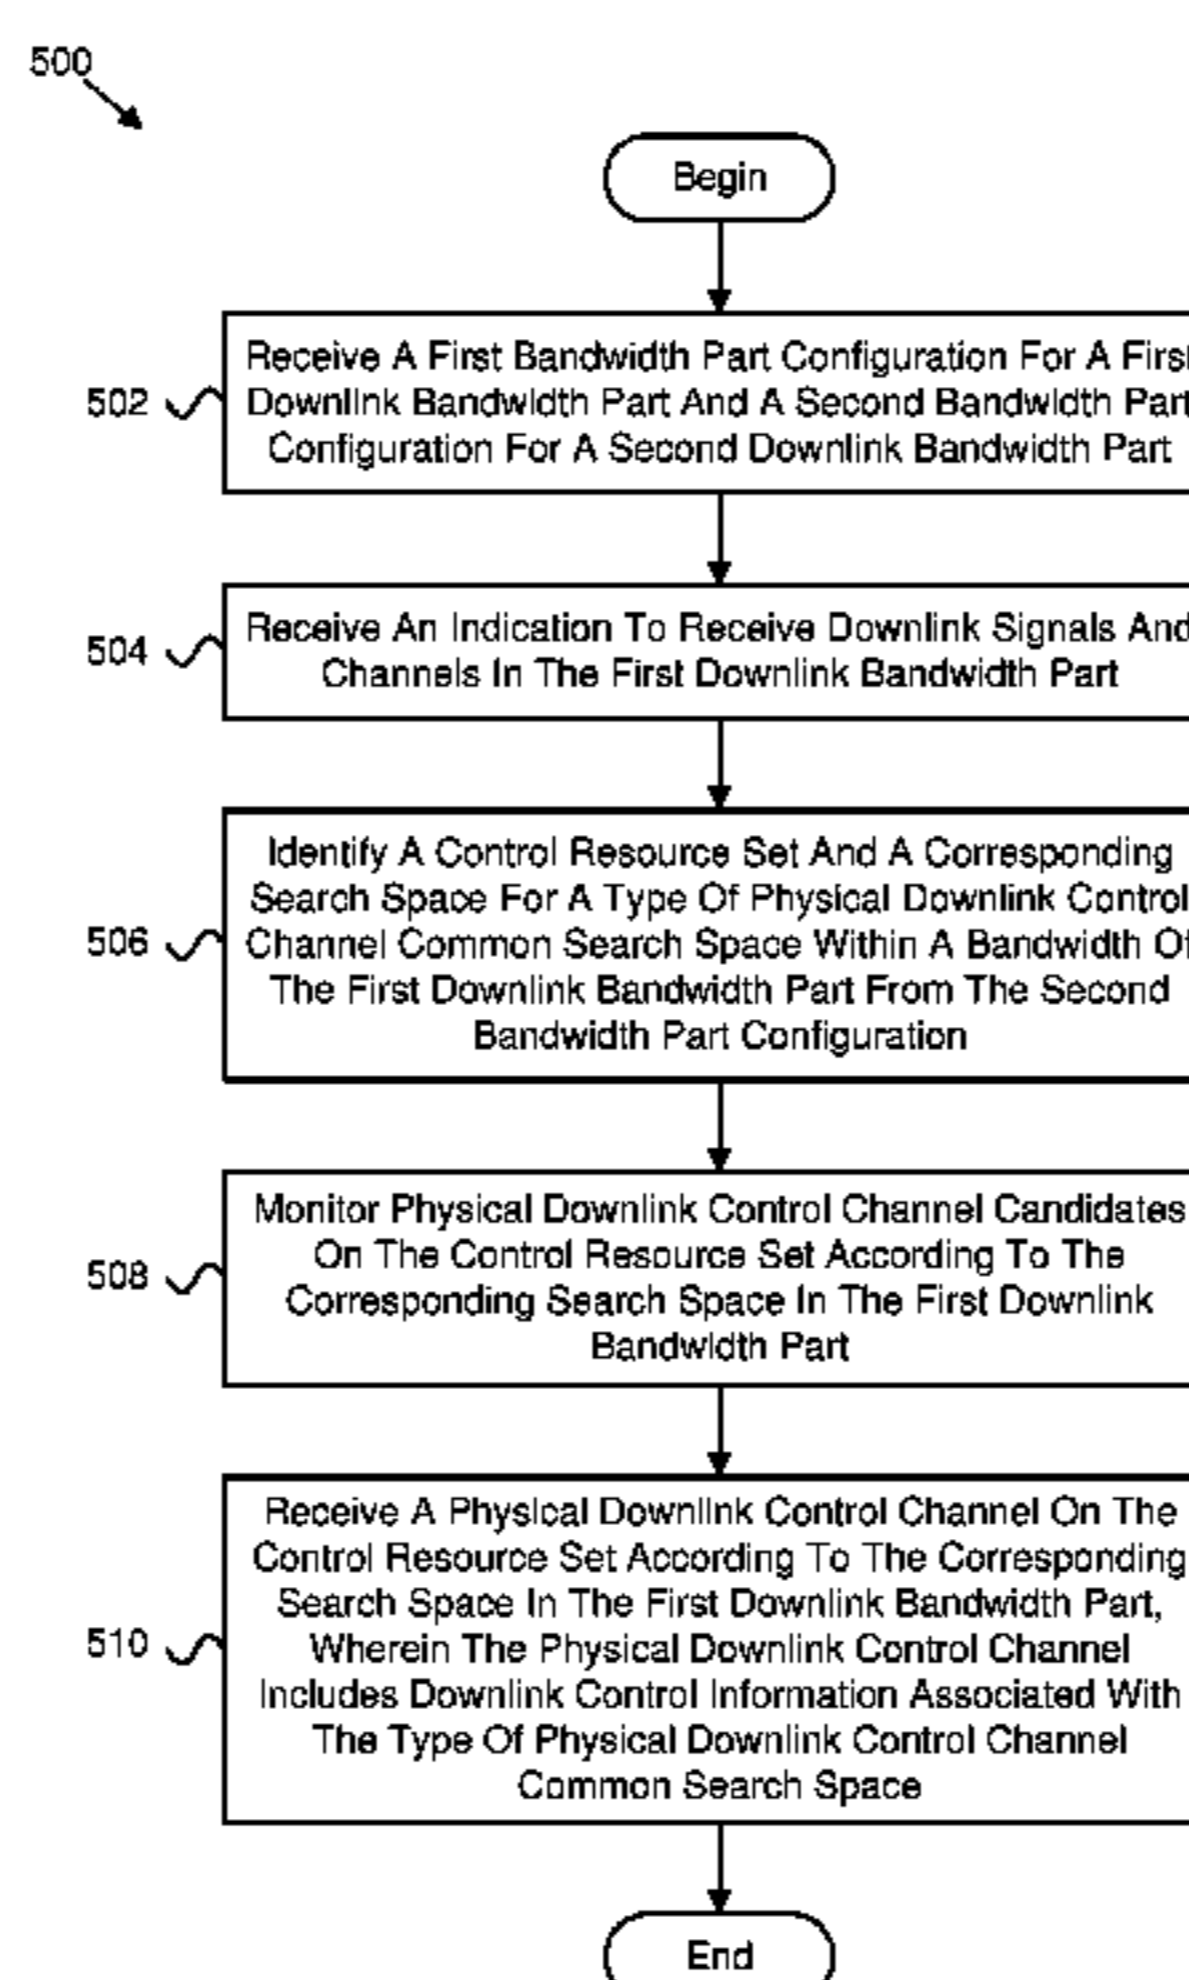 500
Begin
Receive A First Bandwidth Part Configuration For A First
502
Downlink Bandwidth Part And A Second Bandwidth Part
Configuration For A Second Downlink Bandwidth Part
Receive An Indication To Receive Downlink Signals And
504
Channels In The First Downlink Bandwidth Part
Identify A Control Resource Set And A Corresponding
Search Space For A Type Of Physical Downlink Control
506
Channel Common Search Space Within A Bandwidth Of
The First Downlink Bandwidth Part From The Second
Bandwidth Part Configuration
Monitor Physical Downlink Control Channel Candidates
On The Control Resource Set According To The
508
Corresponding Search Space In The First Downlink
Bandwidth Part
Receive A Physical Downlink Control Channel On The
Control Resource Set According To The Corresponding
Search Space In The First Downlink Bandwidth Part,
510
Wherein The Physical Downlink Control Channel
Includes Downlink Control Information Associated With
The Type Of Physical Downlink Control Channel
Common Search Space
End